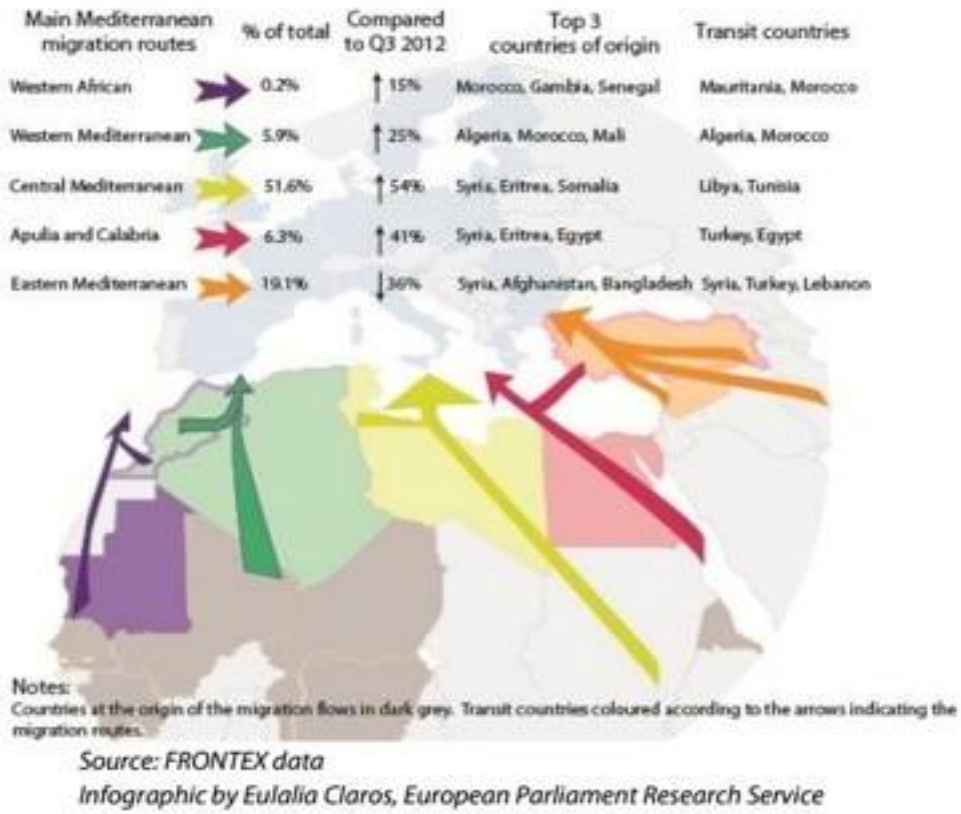 Main Mediterranean migration routes % of total Compared to Q3 2012 Top 3 countries of origin Transit countries
Western African 0.2% ↑ 15% Morocco, Gambia, Senegal Mauritania, Morocco
Western Mediterranean 5.9% ↑ 25% Algeria, Morocco, Mali Algeria, Morocco
Central Mediterranean 51.6% ↑ 54% Syria, Eritrea, Somalia Libya, Tunisia
Apulia and Calabria 6.3% ↑ 41% Syria, Eritrea, Egypt Turkey, Egypt
Eastern Mediterranean 19.1% ↓ 36% Syria, Afghanistan, Bangladesh Syria, Turkey, Lebanon
Notes:
Countries at the origin of the migration flows in dark grey. Transit countries coloured according to the arrows indicating the
migration routes.
Source: FRONTEX data
Infographic by Eulalia Claros, European Parliament Research Service